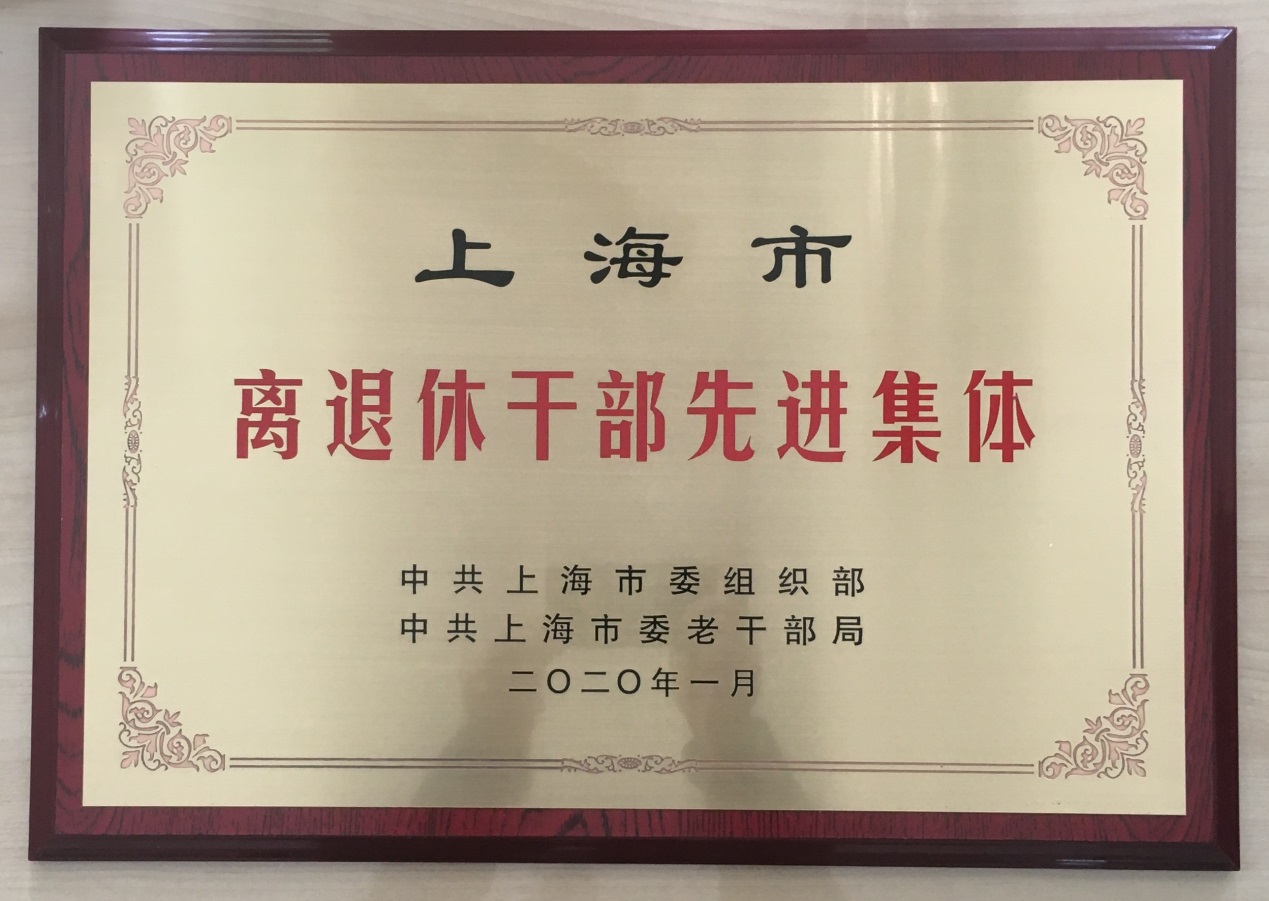 上海市
离退休干部先进集体
中共上海市委组织部
中共上海市委老干部局
二〇二〇年一月